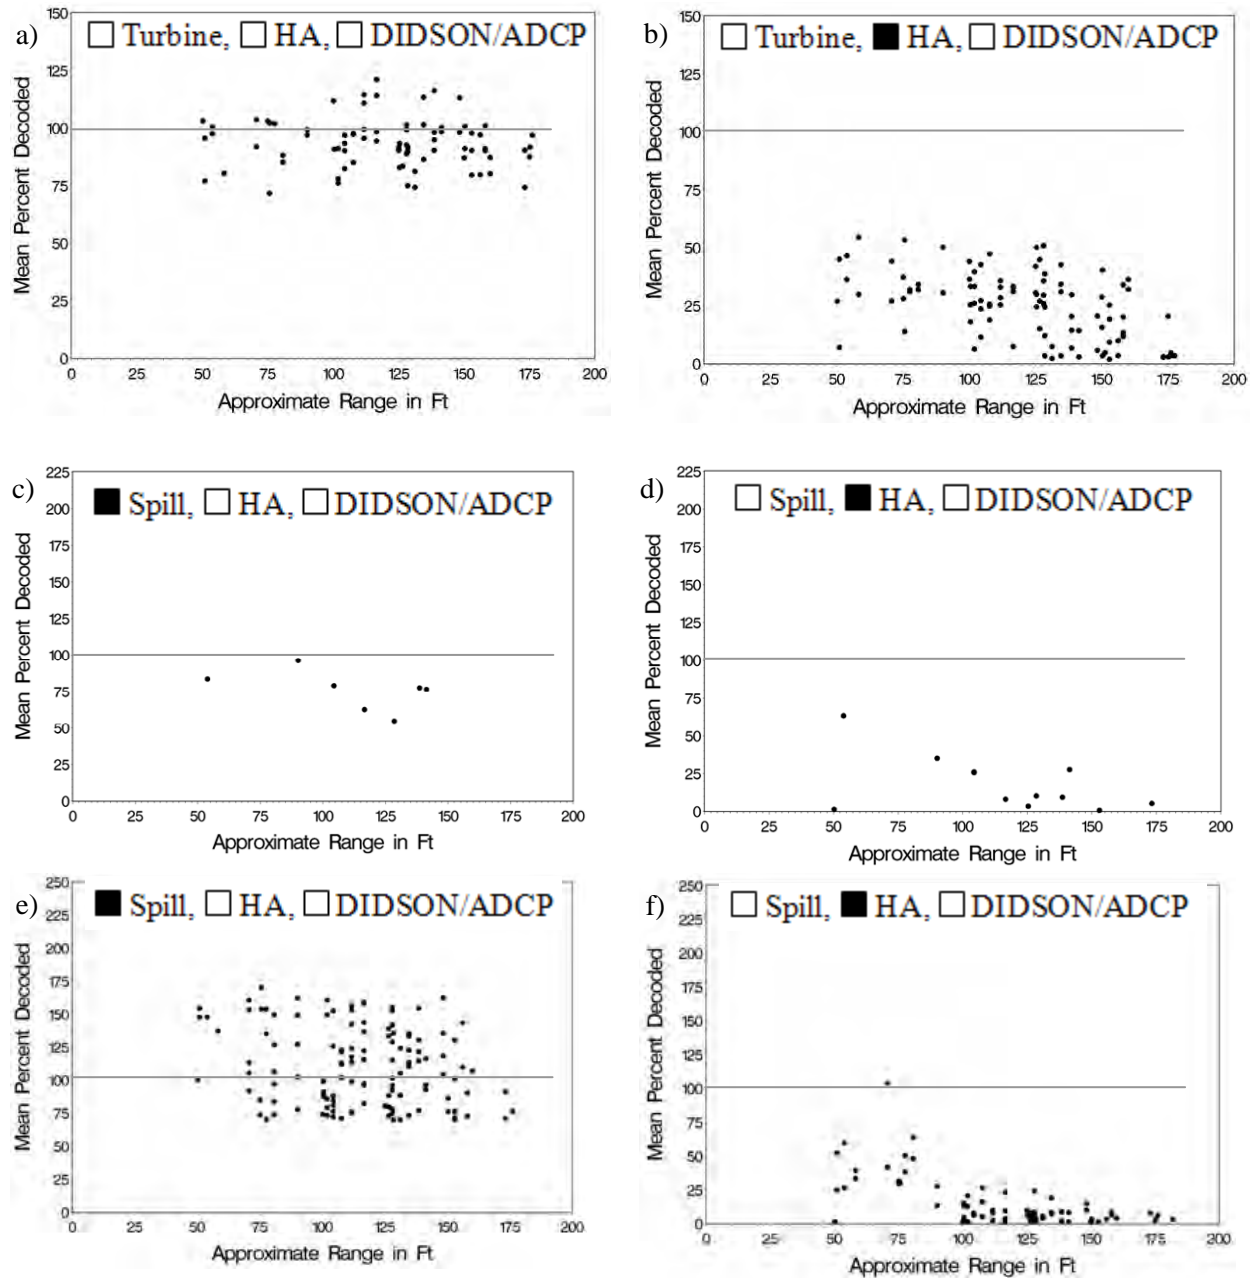 a) □ Turbine, □ HA, □ DIDSON/ADCP
Mean Percent Decoded
150
125
100
75
50
25
0
0 25 50 75 100 125 150 175 200
Approximate Range in Ft
b) □ Turbine, ■ HA, □ DIDSON/ADCP
Mean Percent Decoded
150
125
100
75
50
25
0
0 25 50 75 100 125 150 175 200
Approximate Range in Ft
c) ■ Spill, □ HA, □ DIDSON/ADCP
Mean Percent Decoded
225
200
175
150
125
100
75
50
25
0
0 25 50 75 100 125 150 175 200
Approximate Range in Ft
d) □ Spill, ■ HA, □ DIDSON/ADCP
Mean Percent Decoded
225
200
175
150
125
100
75
50
25
0
0 25 50 75 100 125 150 175 200
Approximate Range in Ft
e) ■ Spill, □ HA, □ DIDSON/ADCP
Mean Percent Decoded
250
225
200
175
150
125
100
75
50
25
0
0 25 50 75 100 125 150 175 200
Approximate Range in Ft
f) □ Spill, ■ HA, □ DIDSON/ADCP
Mean Percent Decoded
250
225
200
175
150
125
100
75
50
25
0
0 25 50 75 100 125 150 175 200
Approximate Range in Ft